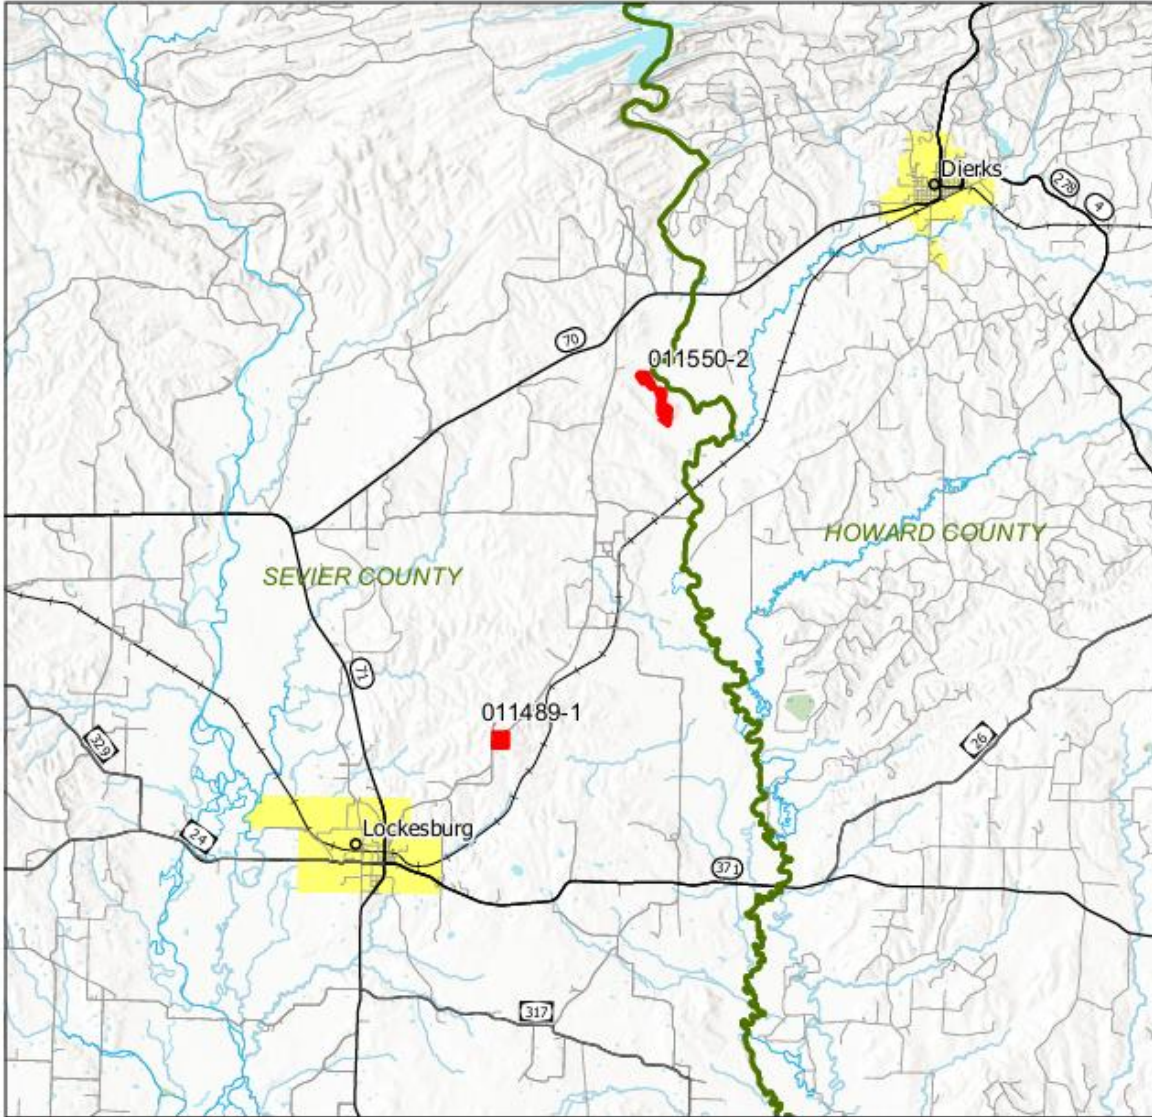 Dierks
278
4
70
011550-2
HOWARD COUNTY
SEVIER COUNTY
71
011489-1
329
26
24
Lockesburg
371
317